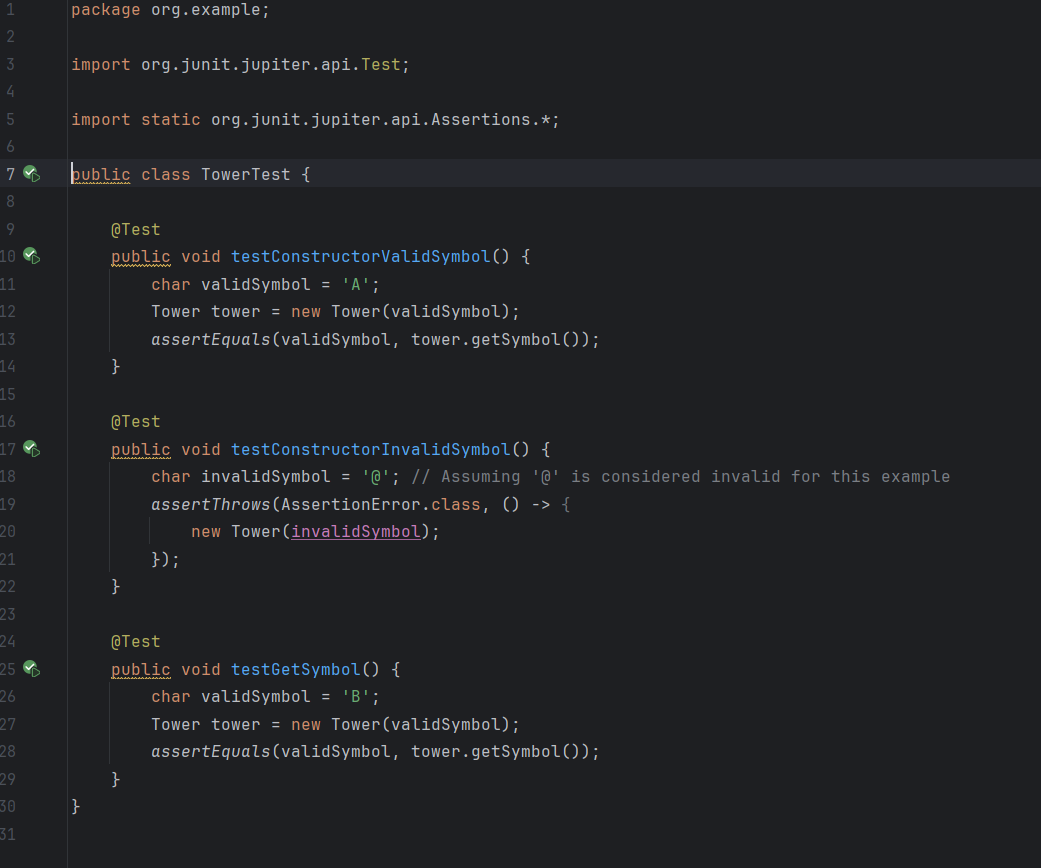 1 package org.example;
2
3 import org.junit.jupiter.api.Test;
4
5 import static org.junit.jupiter.api.Assertions.*;
6
7 public class TowerTest {
8
9     @Test
10     public void testConstructorValidSymbol() {
11         char validSymbol = 'A';
12         Tower tower = new Tower(validSymbol);
13         assertEquals(validSymbol, tower.getSymbol());
14     }
15
16     @Test
17     public void testConstructorInvalidSymbol() {
18         char invalidSymbol = '@'; // Assuming '@' is considered invalid for this example
19         assertThrows(AssertionError.class, () -> {
20             new Tower(invalidSymbol);
21         });
22     }
23
24     @Test
25     public void testGetSymbol() {
26         char validSymbol = 'B';
27         Tower tower = new Tower(validSymbol);
28         assertEquals(validSymbol, tower.getSymbol());
29     }
30 }
31